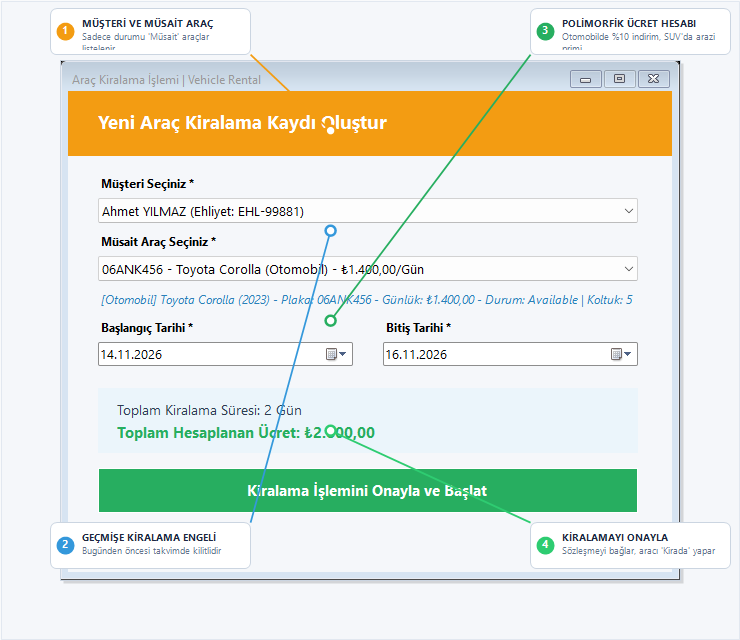 1 MÜŞTERİ VE MÜSAİT ARAÇ
Sadece durumu 'Müsait' araçlar
listelenir
3 POLİMORFİK ÜCRET HESABI
Otomobilde %10 indirim, SUV'da arazi
primi
Araç Kiralama İşlemi | Vehicle Rental
Yeni Araç Kiralama Kaydı Oluştur
Müşteri Seçiniz *
Ahmet YILMAZ (Ehliyet: EHL-99881)
Müsait Araç Seçiniz *
06ANK456 - Toyota Corolla (Otomobil) - ₺1.400,00/Gün
[Otomobil] Toyota Corolla (2023) - Plaka: 06ANK456 - Günlük: ₺1.400,00 - Durum: Available | Koltuk: 5
Başlangıç Tarihi *
Bitiş Tarihi *
14.11.2026
16.11.2026
Toplam Kiralama Süresi: 2 Gün
Toplam Hesaplanan Ücret:
Kiralama İşlemini Onayla ve Başlat
2 GEÇMİŞE KİRALAMA ENGELİ
Bugünden öncesi takvimde kilitlidir
4 KİRALAMAYI ONAYLA
Sözleşmeyi bağlar, aracı 'Kirada' yapar